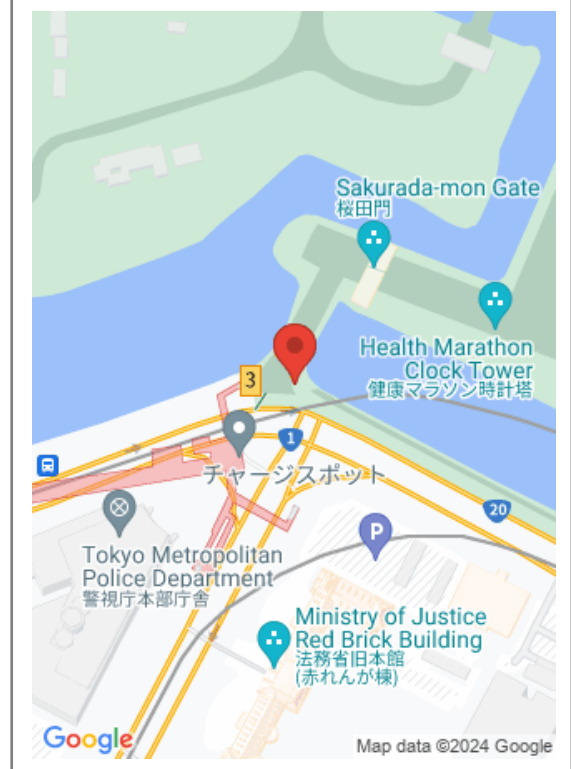 Sakurada-mon Gate
桜田門
Health Marathon
Clock Tower
健康マラソン時計塔
3
1
チャージスポット
20
P
Tokyo Metropolitan
Police Department
警視庁本部庁舎
Ministry of Justice
Red Brick Building
法務省旧本館
(赤れんが棟)
Google
Map data ©2024 Google